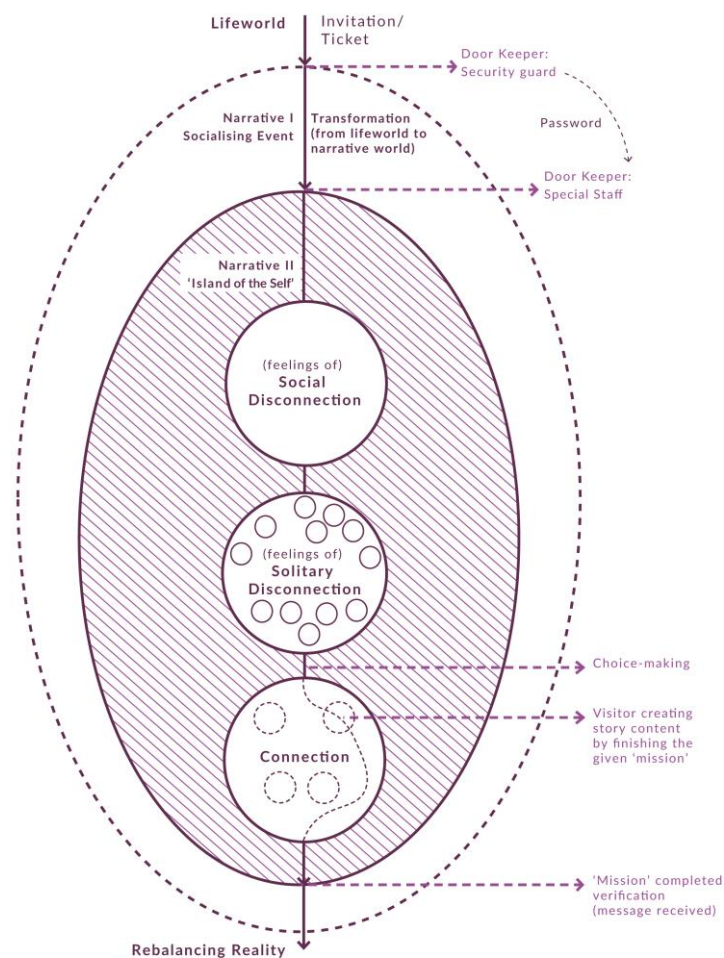 Lifeworld
Invitation/
Ticket
Door Keeper:
Security guard
Narrative I
Socialising Event
Transformation
(from lifeworld to
narrative world)
Password
Door Keeper:
Special Staff
Narrative II
‘Island of the Self’
(feelings of)
Social
Disconnection
(feelings of)
Solitary
Disconnection
Choice-making
Visitor creating
story content
by finishing the
given ‘mission’
Connection
‘Mission’ completed
verification
(message received)
Rebalancing Reality